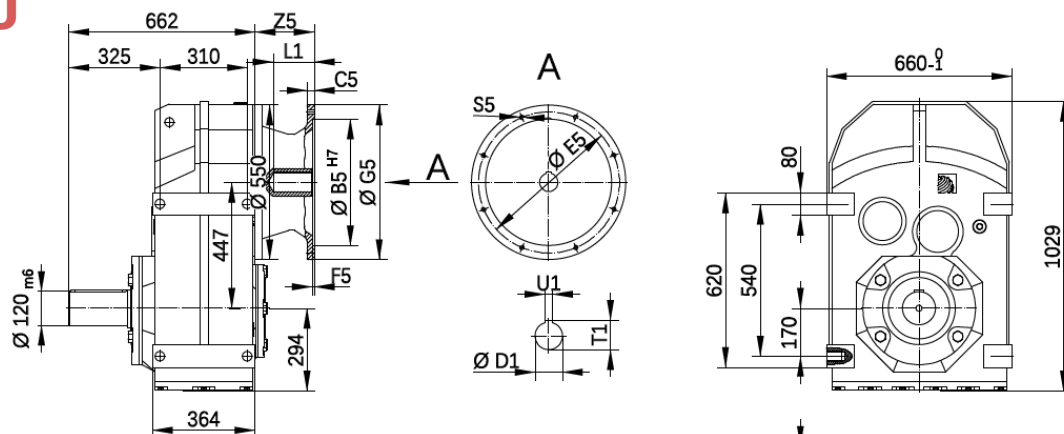 662
Z5
325
310
L1
C5
Ø 550
Ø B5 H7
Ø G5
A
447
F5
Ø 120 m6
294
364
A
S5
Ø E5
U1
T1
Ø D1
660-0/1
80
620
540
170
1029